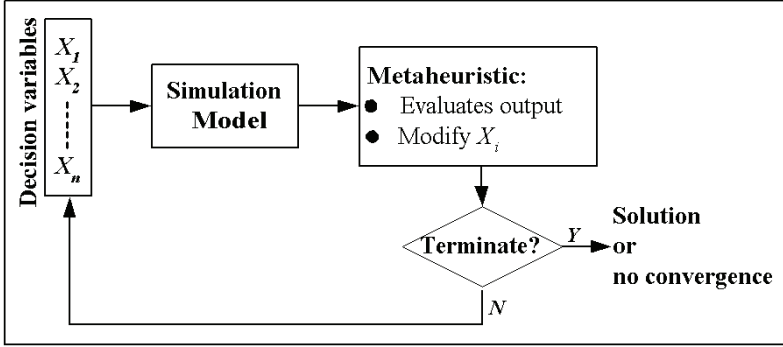 Decision variables
X1
X2
Xn
Simulation
Model
Metaheuristic:
● Evaluates output
● Modify Xi
Terminate?
Y
N
Solution
or
no convergence